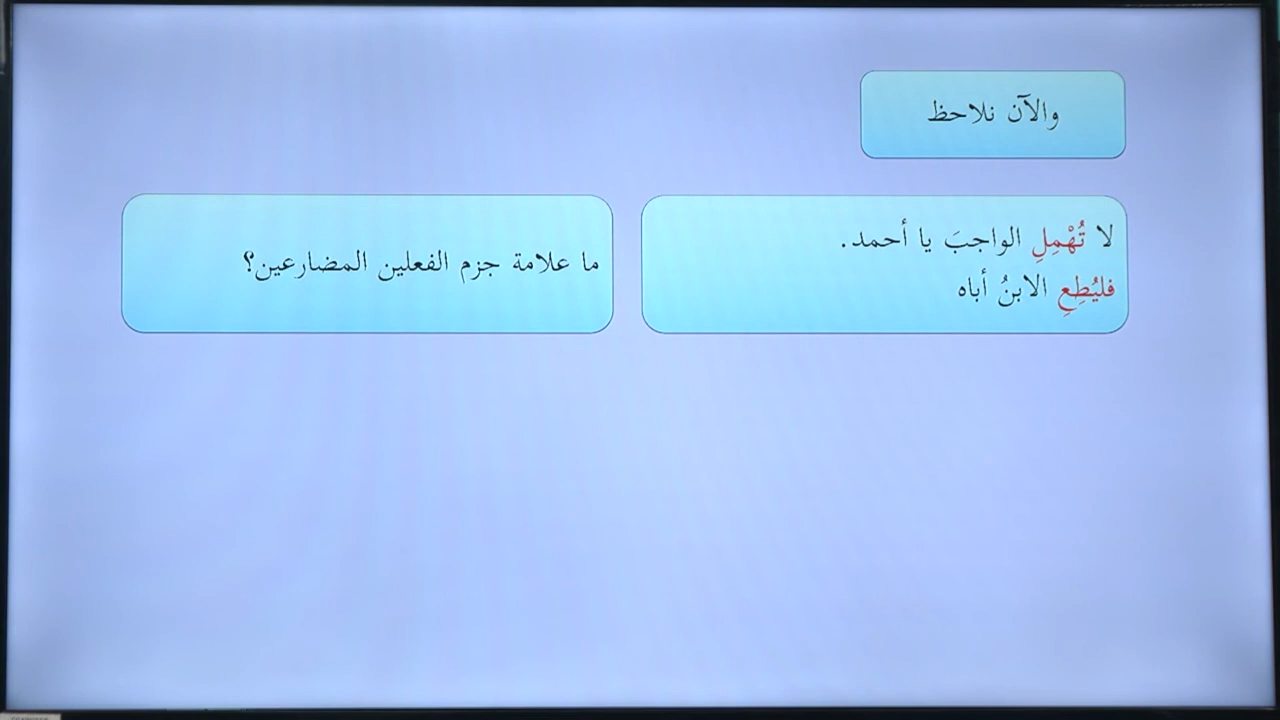 والآن نلاحظ
لا تُهْمِلِ الواجبَ يا أحمد.
فليُطِعِ الابنُ أباه
ما علامة جزم الفعلين المضارعين؟